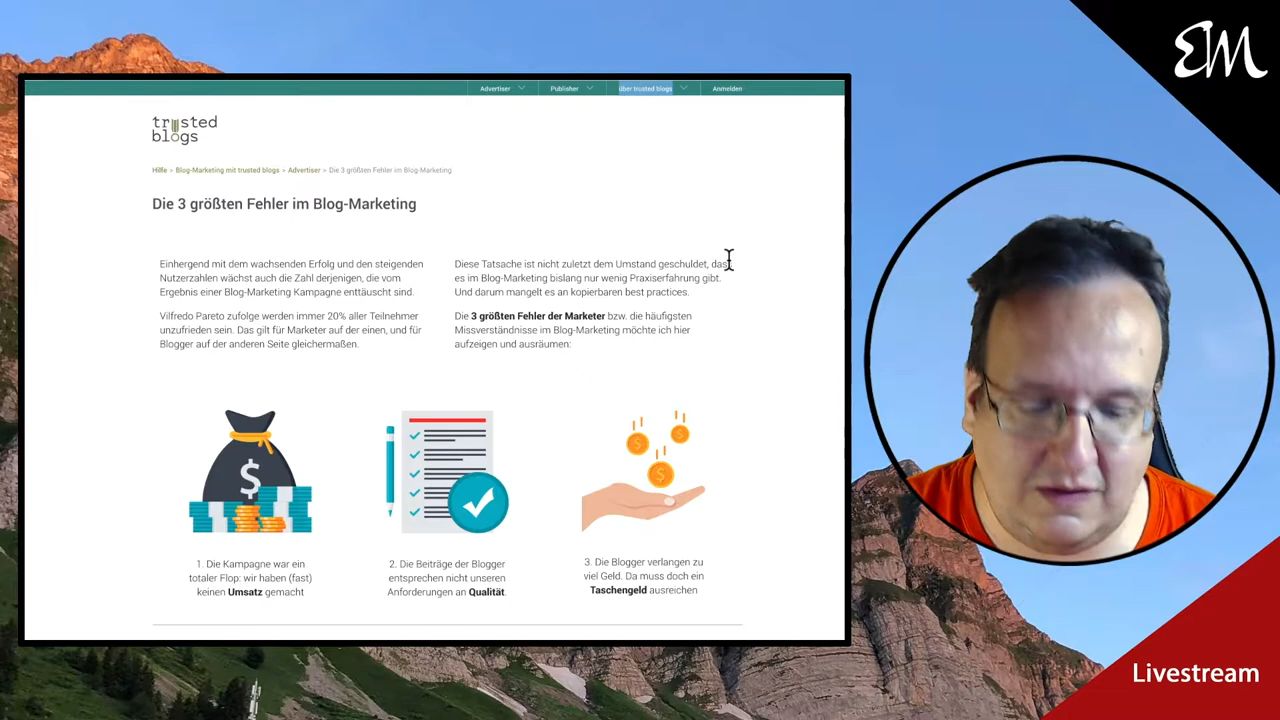 EM
Advertiser
Publisher
über trusted blogs
Anmelden
trusted
blogs
Hilfe > Blog-Marketing mit trusted blogs > Advertiser > Die 3 größten Fehler im Blog-Marketing
Die 3 größten Fehler im Blog-Marketing
Einhergend mit dem wachsenden Erfolg und den steigenden
Nutzerzahlen wächst auch die Zahl derjenigen, die vom
Ergebnis einer Blog-Marketing Kampagne enttäuscht sind.
Vilfredo Pareto zufolge werden immer 20% aller Teilnehmer
unzufrieden sein. Das gilt für Marketer auf der einen, und für
Blogger auf der anderen Seite gleichermaßen.
Diese Tatsache ist nicht zuletzt dem Umstand geschuldet, dass
es im Blog-Marketing bislang nur wenig Praxiserfahrung gibt.
Und darum mangelt es an kopierbaren best practices.
Die 3 größten Fehler der Marketer bzw. die häufigsten
Missverständnisse im Blog-Marketing möchte ich hier
aufzeigen und ausräumen:
1. Die Kampagne war ein
totaler Flop: wir haben (fast)
keinen Umsatz gemacht
2. Die Beiträge der Blogger
entsprechen nicht unseren
Anforderungen an Qualität.
3. Die Blogger verlangen zu
viel Geld. Da muss doch ein
Taschengeld ausreichen
Livestream